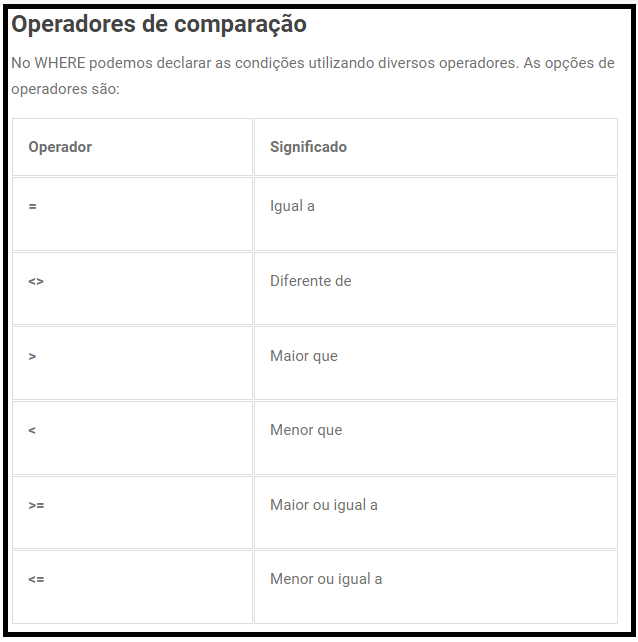 Operadores de comparação
No WHERE podemos declarar as condições utilizando diversos operadores. As opções de
operadores são:
Operador Significado
= Igual a
<> Diferente de
> Maior que
< Menor que
>= Maior ou igual a
<= Menor ou igual a